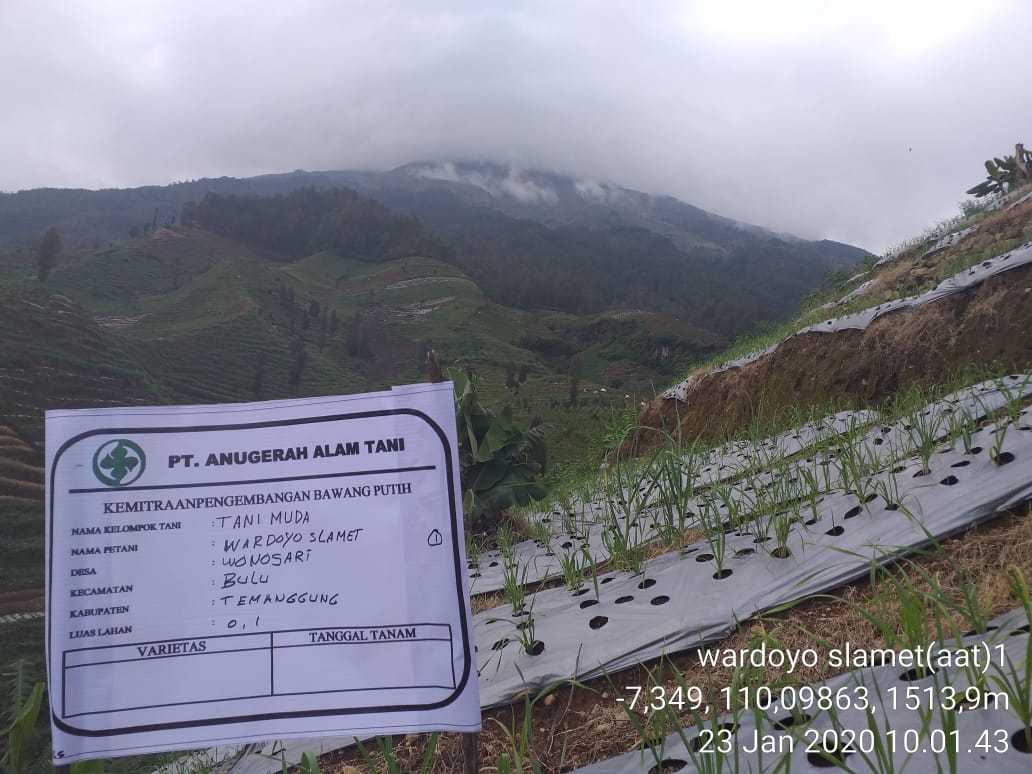 PT. ANUGERAH ALAM TANI
KEMITRAANPENGEMBANGAN BAWANG PUTIH
NAMA KELOMPOK TANI : TANI MUDA
NAMA PETANI : WARDOYO SLAMET 1
DESA : WONOSARI
KECAMATAN : BULU
KABUPATEN : TEMANGGUNG
LUAS LAHAN : 0,1
VARIETAS TANGGAL TANAM
wardoyo slamet(aat)1
-7,349, 110,09863, 1513,9m
23 Jan 2020 10.01.43